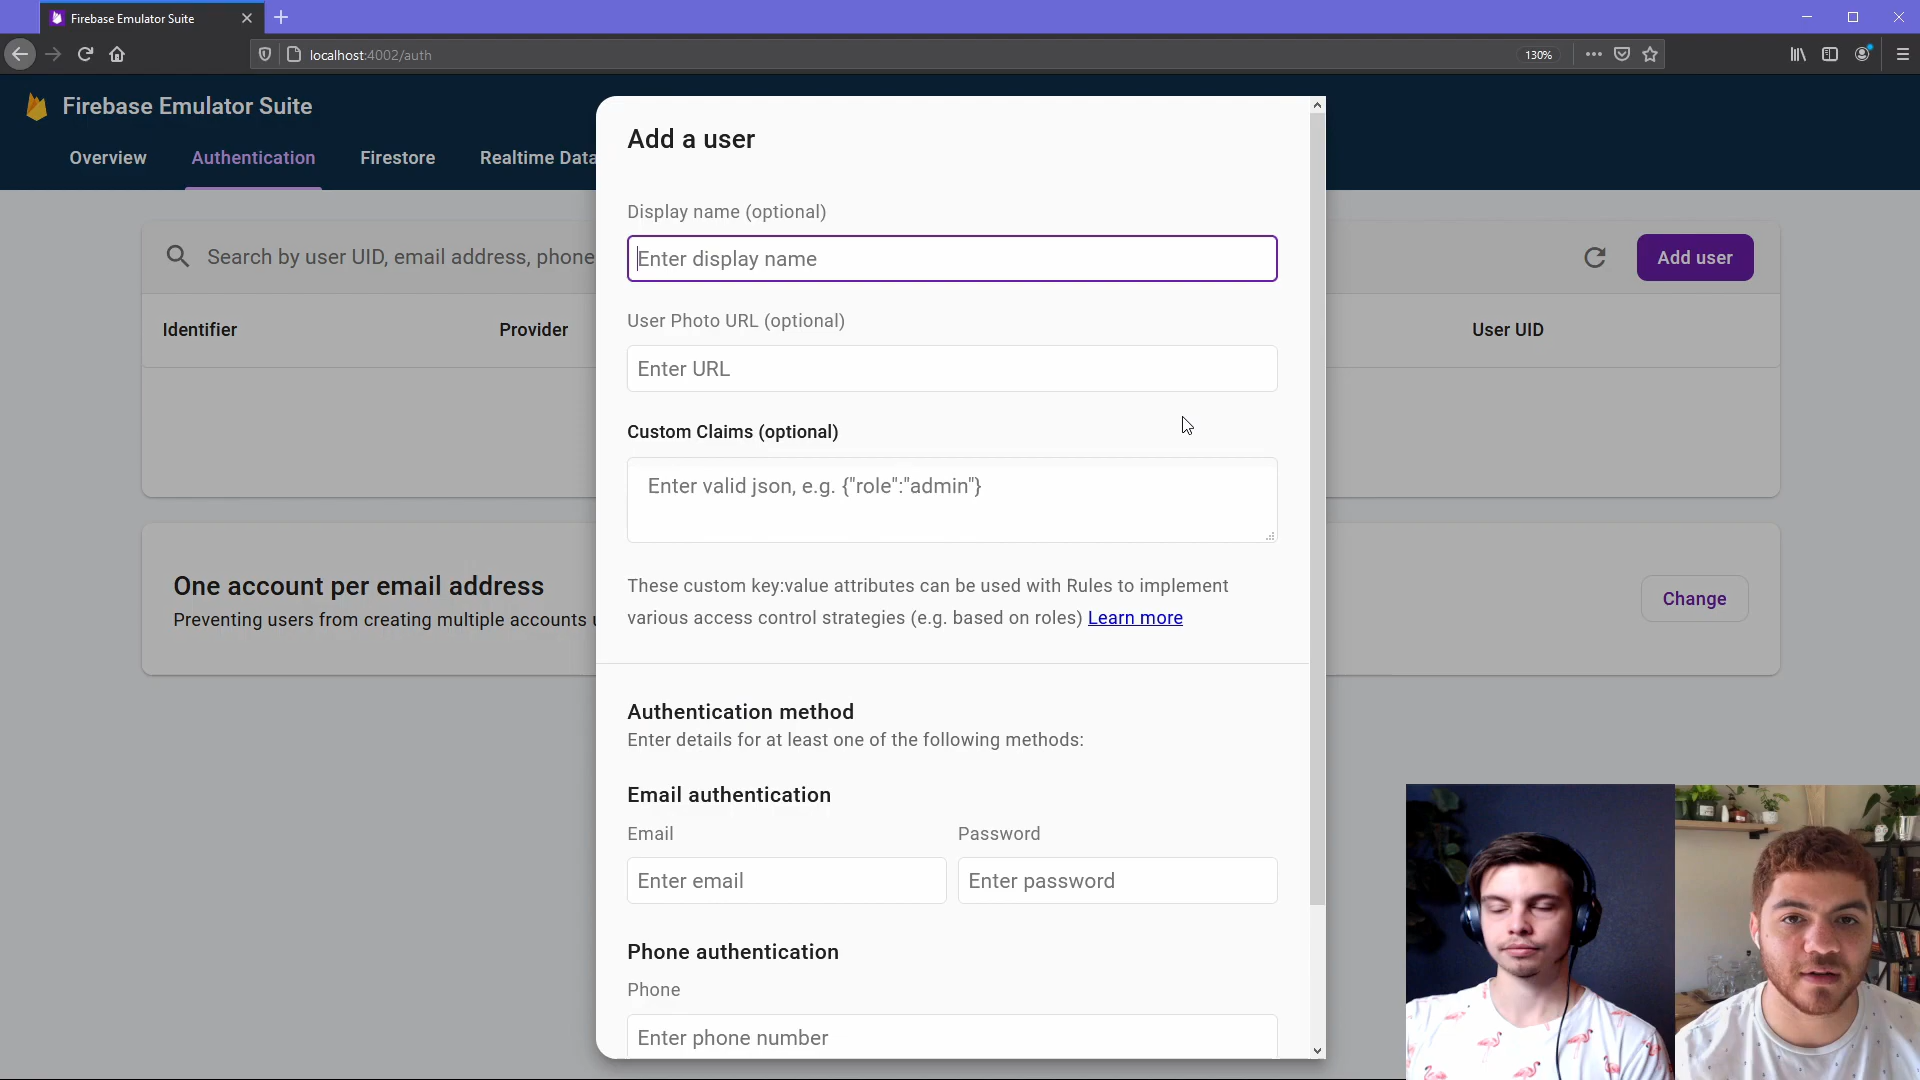 Firebase Emulator Suite
localhost:4002/auth
130%
Firebase Emulator Suite
Overview
Authentication
Firestore
Realtime Data
Search by user UID, email address, phone
Add user
Identifier
Provider
User UID
One account per email address
Preventing users from creating multiple accounts u
Change
Add a user
Display name (optional)
Enter display name
User Photo URL (optional)
Enter URL
Custom Claims (optional)
Enter valid json, e.g. {"role":"admin"}
These custom key:value attributes can be used with Rules to implement
various access control strategies (e.g. based on roles) Learn more
Authentication method
Enter details for at least one of the following methods:
Email authentication
Email
Password
Enter email
Enter password
Phone authentication
Phone
Enter phone number